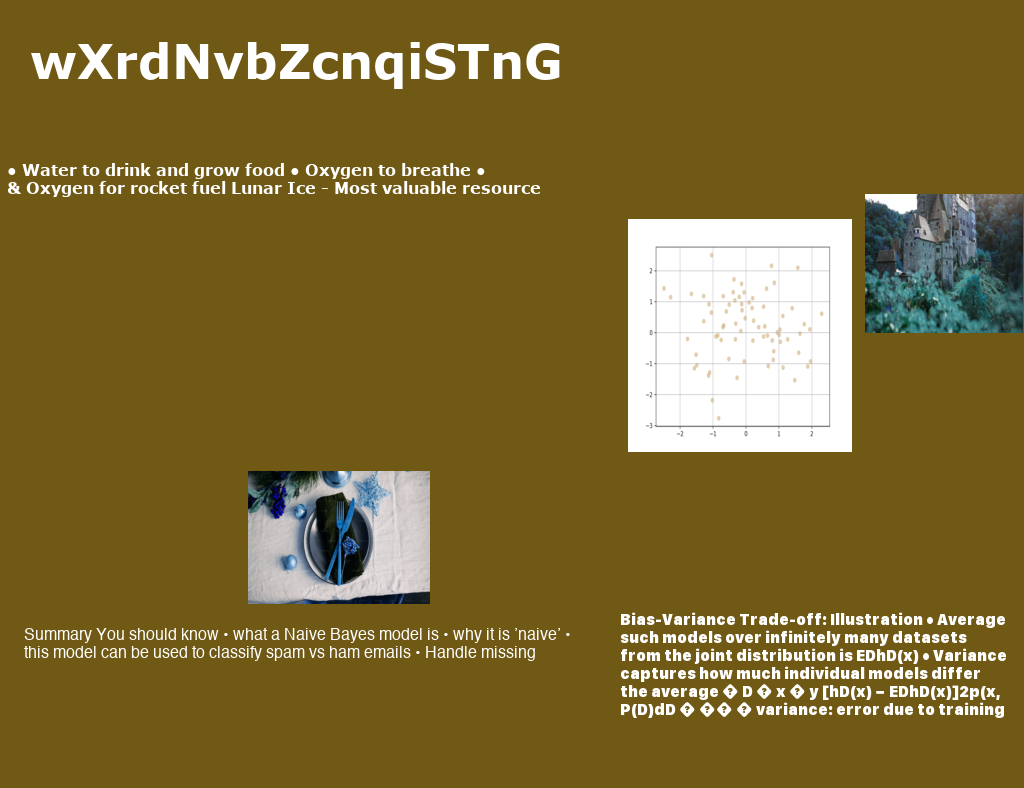 wXrdNvbZcnqiSTnG
● Water to drink and grow food ● Oxygen to breathe ●
& Oxygen for rocket fuel Lunar Ice – Most valuable resource
2
1
0
−1
−2
−3
−2 −1 0 1 2
Summary You should know • what a Naive Bayes model is • why it is ’naive’ •
this model can be used to classify spam vs ham emails • Handle missing
Bias-Variance Trade-off: Illustration • Average
such models over infinitely many datasets
from the joint distribution is EDhD(x) • Variance
captures how much individual models differ
the average � D � x � y [hD(x) − EDhD(x)]2p(x,
P(D)dD � �� � variance: error due to training